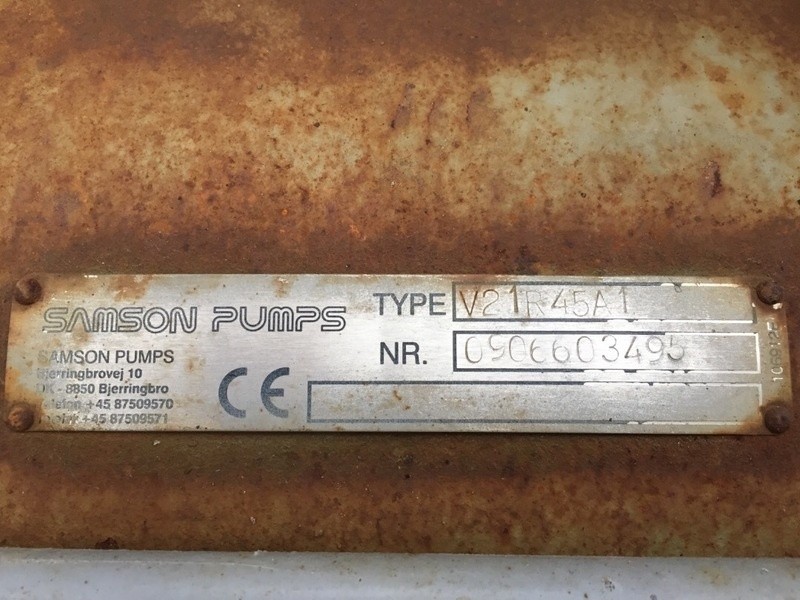 SAMSON PUMPS
SAMSON PUMPS
Bjerringbrovej 10
DK - 8850 Bjerringbro
+45 87509570
+45 87509571
CE
TYPE V21R45A1
NR. 0906603495